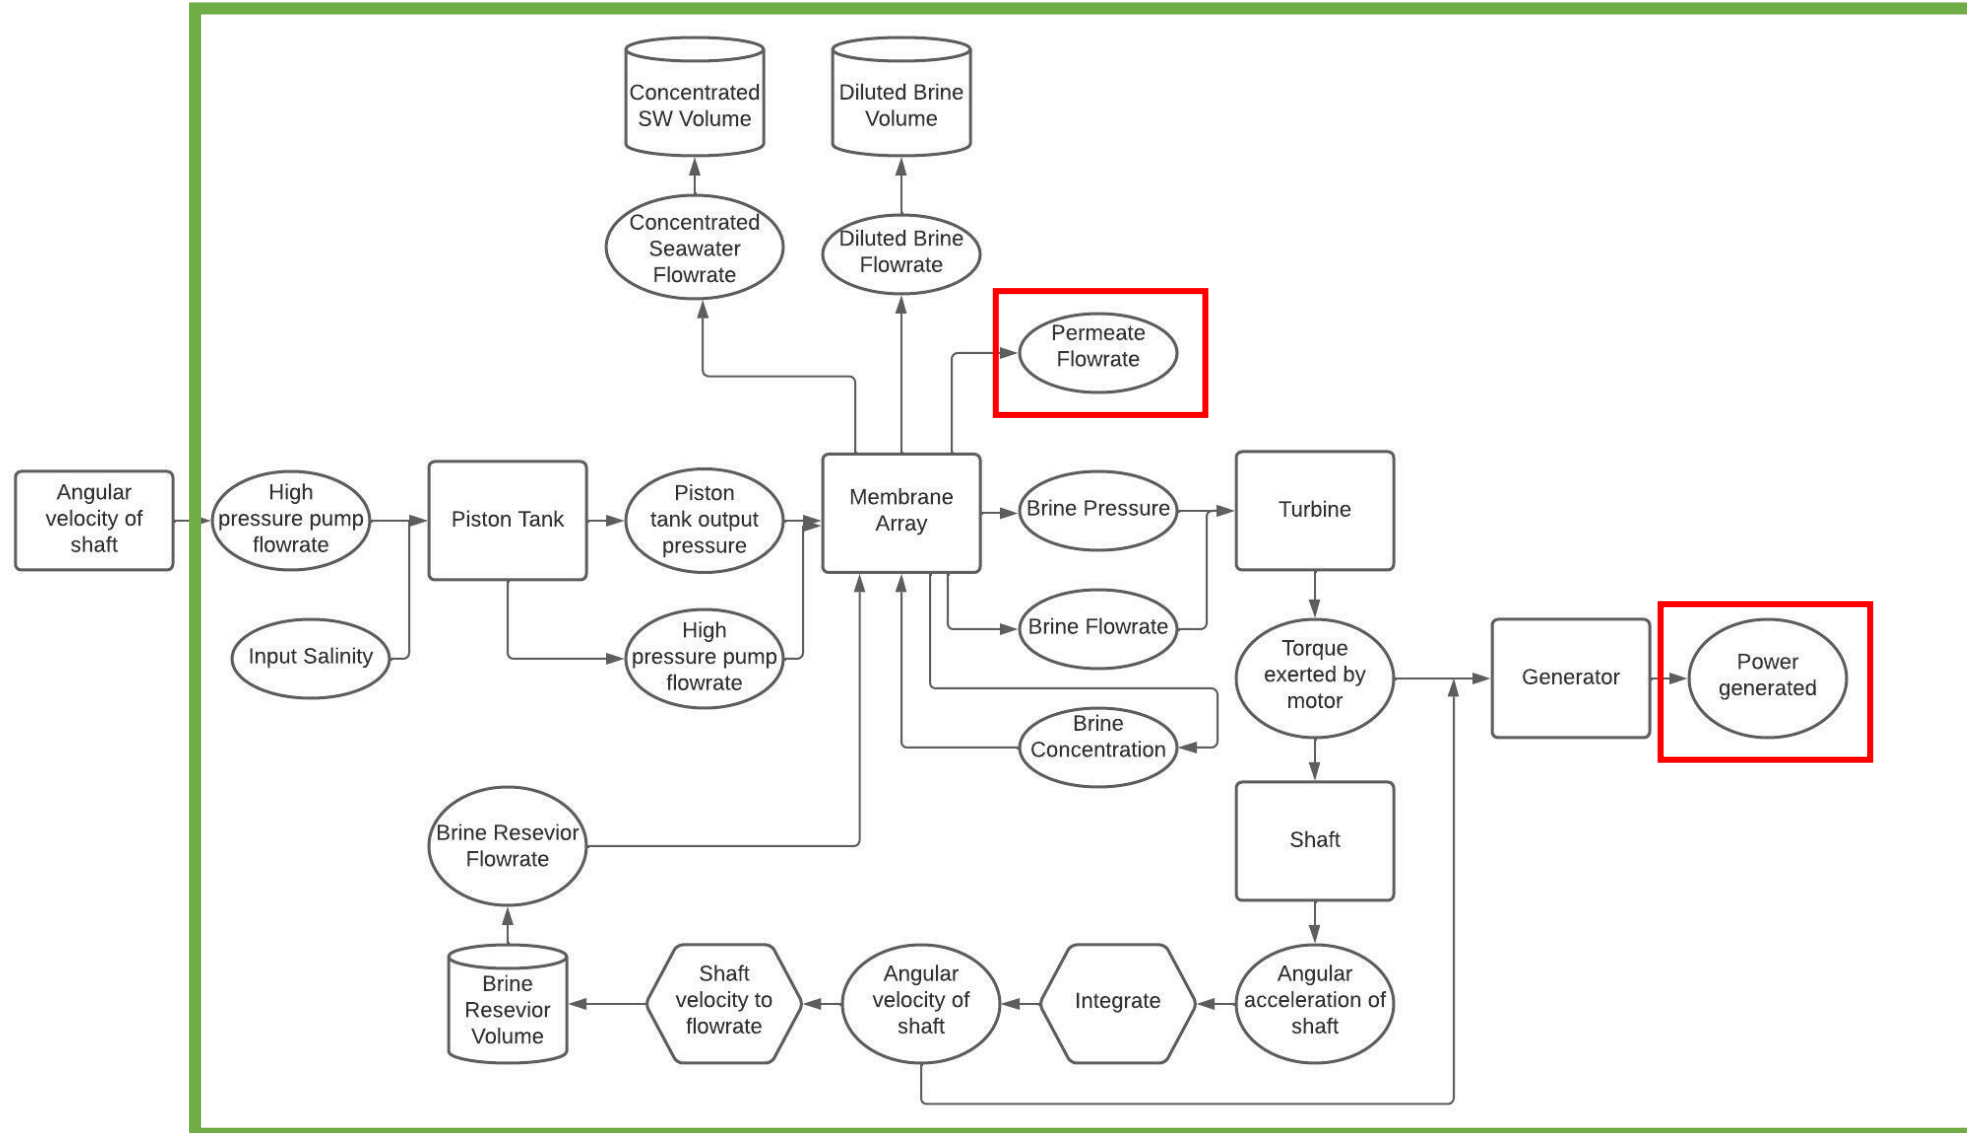 Concentrated
SW Volume
Diluted Brine
Volume
Concentrated
Seawater
Flowrate
Diluted Brine
Flowrate
Permeate
Flowrate
Angular
velocity of
shaft
High
pressure pump
flowrate
Piston Tank
Piston
tank output
pressure
Membrane
Array
Brine Pressure
Turbine
Input Salinity
High
pressure pump
flowrate
Brine Flowrate
Torque
exerted by
motor
Generator
Power
generated
Brine
Concentration
Brine Resevior
Flowrate
Shaft
Brine
Resevior
Volume
Shaft
velocity to
flowrate
Angular
velocity of
shaft
Integrate
Angular
acceleration of
shaft